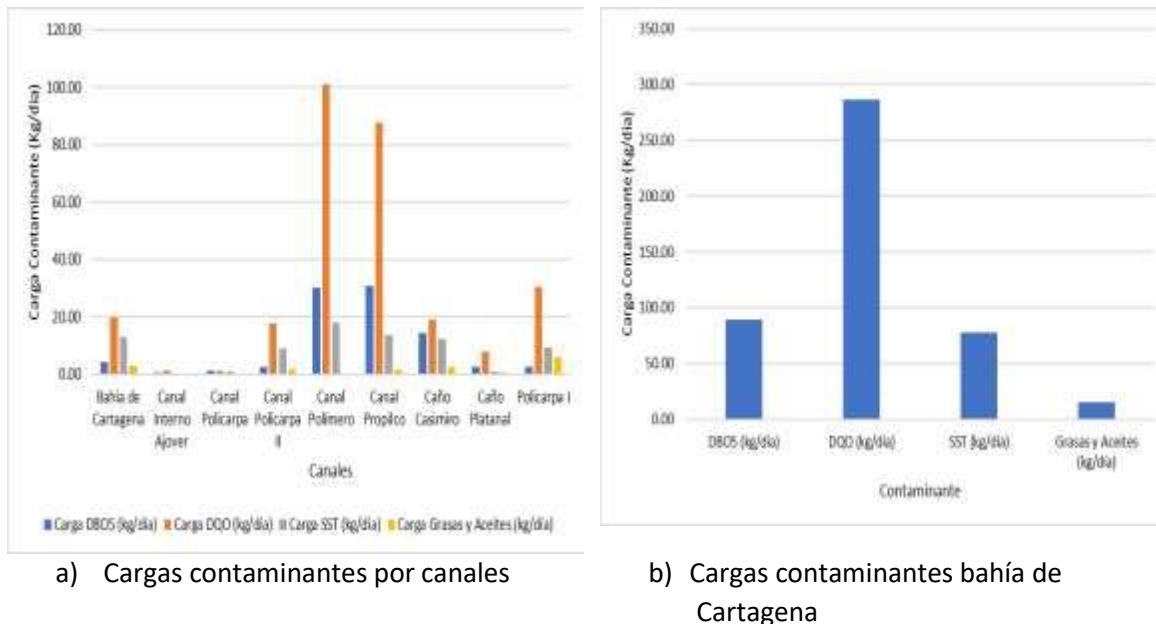 120.00
100.00
80.00
60.00
40.00
20.00
0.00
Carga Contaminante (Kg/día)
Bahía de Cartagena
Canal Interno Ajover
Canal Policarpa
Canal Policarpa II
Canal Polímero
Canal Propilco
Caño Casimiro
Caño Platanal
Policarpa I
Canales
Carga DBO5 (kg/día) Carga DQO (kg/día) Carga SST (kg/día) Carga Grasas y Aceites (kg/día)
a) Cargas contaminantes por canales
350.00
300.00
250.00
200.00
150.00
100.00
50.00
0.00
Carga Contaminante (Kg/día)
DBO5 (kg/día)
DQO (kg/día)
SST (kg/día)
Grasas y Aceites
(kg/día)
Contaminante
b) Cargas contaminantes bahía de
Cartagena